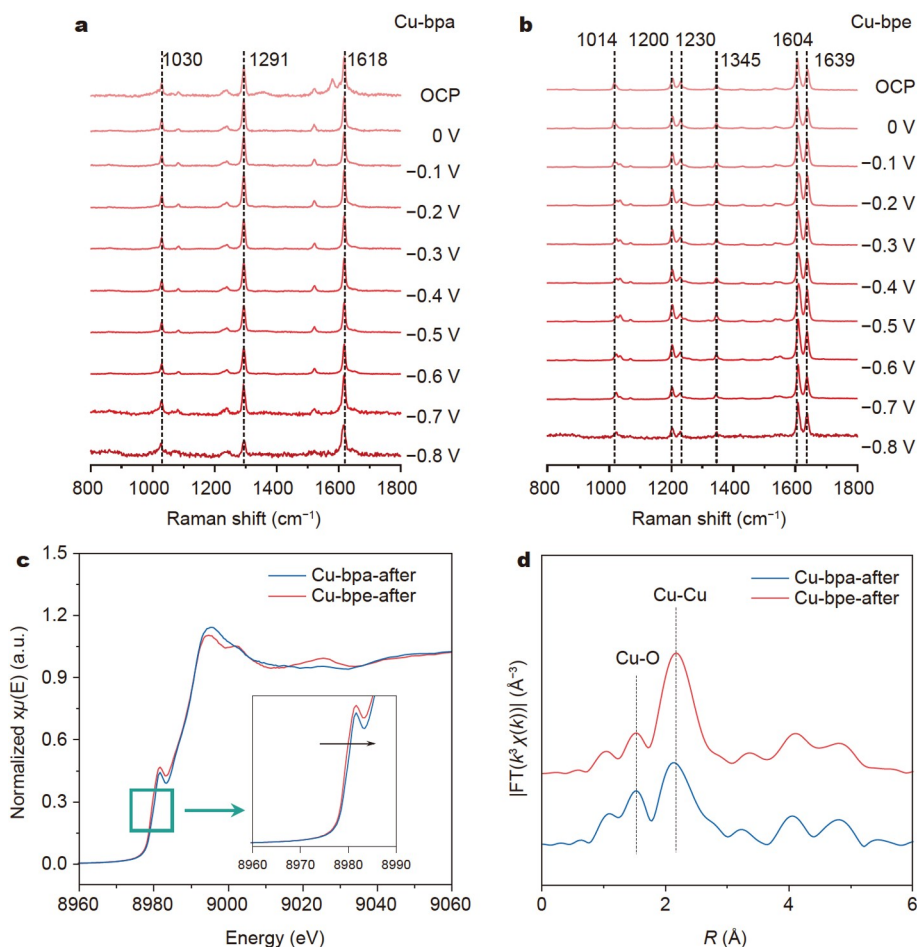 a
Cu-bpa
1030
1291
1618
OCP
0 V
−0.1 V
−0.2 V
−0.3 V
−0.4 V
−0.5 V
−0.6 V
−0.7 V
−0.8 V
800 1000 1200 1400 1600 1800
Raman shift (cm⁻¹)
b
Cu-bpe
1014
1200
1230
1345
1604
1639
OCP
0 V
−0.1 V
−0.2 V
−0.3 V
−0.4 V
−0.5 V
−0.6 V
−0.7 V
−0.8 V
800 1000 1200 1400 1600 1800
Raman shift (cm⁻¹)
c
Normalized xμ(E) (a.u.)
1.5
1.2
0.9
0.6
0.3
0.0
Cu-bpa-after
Cu-bpe-after
8960 8970 8980 8990
8960 8980 9000 9020 9040 9060
Energy (eV)
d
|FT(k³χ(k))| (Å⁻³)
Cu-bpa-after
Cu-bpe-after
Cu-Cu
Cu-O
0 2 4 6
R (Å)